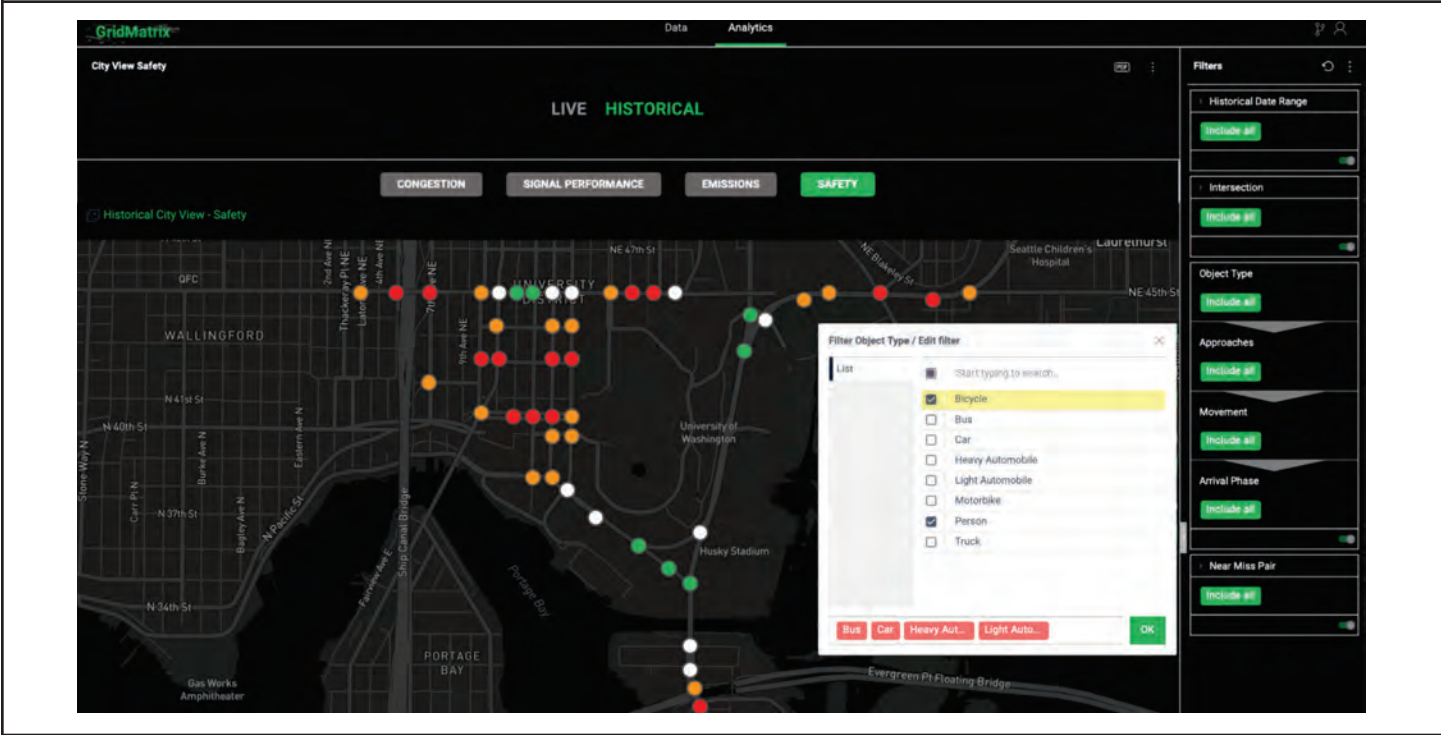 GridMatrix
Data Analytics
City View Safety
PDF
Filters
LIVE HISTORICAL
Historical Date Range
Include all
CONGESTION SIGNAL PERFORMANCE EMISSIONS SAFETY
Intersection
Include all
Historical City View - Safety
Object Type
Include all
Approaches
Include all
Movement
Include all
Arrival Phase
Include all
Near Miss Pair
Include all
NE 47th St
NE Blakeley St
Seattle Children's
Hospital
Laurelhurst
QFC
2nd Ave NE
Thackeray Pl NE
4th Ave NE
7th Ave NE
UNIVERSITY
DISTRICT
NE 45th St
WALLINGFORD
9th Ave NE
N 41st St
N 40th St
Stone Way N
Burke Ave N
Eastern Ave N
University of
Washington
Carr Pl N
N 37th St
Bagley Ave N
N Pacific St
Ship Canal Bridge
Fairview Ave E
Portage Bay
Husky Stadium
N 34th St
PORTAGE
BAY
Gas Works
Amphitheater
Evergreen Pt Floating Bridge
Filter Object Type / Edit filter
List
Start typing to search...
Bicycle
Bus
Car
Heavy Automobile
Light Automobile
Motorbike
Person
Truck
Bus Car Heavy Aut... Light Auto...
OK